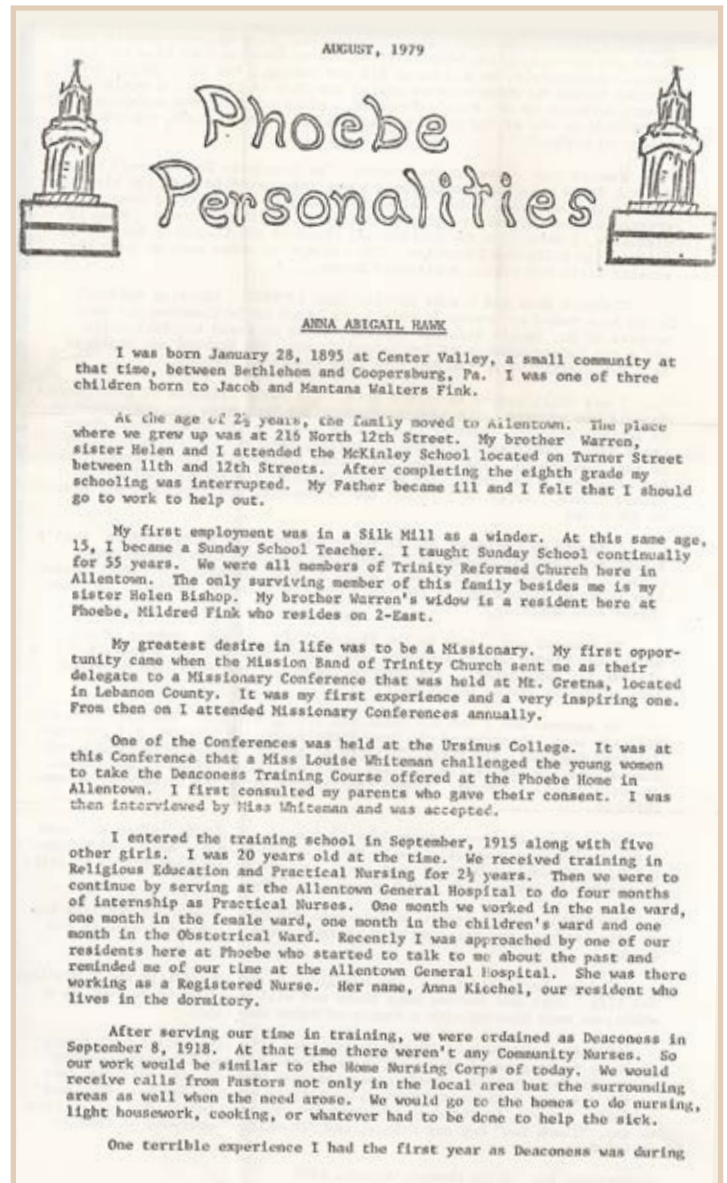 AUGUST, 1979
Phoebe
Personalities
ANNA ABIGAIL HAWK
I was born January 28, 1895 at Center Valley, a small community at
that time, between Bethlehem and Coopersburg, Pa. I was one of three
children born to Jacob and Mantana Walters Fink.
At the age of 2½ years, the family moved to Allentown. The place
where we grew up was at 216 North 12th Street. My brother Warren,
sister Helen and I attended the McKinley School located on Turner Street
between 11th and 12th Streets. After completing the eighth grade my
schooling was interrupted. My Father became ill and I felt that I should
go to work to help out.
My first employment was in a Silk Mill as a winder. At this same age,
15, I became a Sunday School Teacher. I taught Sunday School continually
for 55 years. We were all members of Trinity Reformed Church here in
Allentown. The only surviving member of this family besides me is my
sister Helen Bishop. My brother Warren's widow is a resident here at
Phoebe, Mildred Fink who resides on 2-East.
My greatest desire in life was to be a Missionary. My first oppor-
tunity came when the Mission Band of Trinity Church sent me as their
delegate to a Missionary Conference that was held at Mt. Gretna, located
in Lebanon County. It was my first experience and a very inspiring one.
From then on I attended Missionary Conferences annually.
One of the Conferences was held at the Ursinus College. It was at
this Conference that a Miss Louise Whiteman challenged the young women
to take the Deaconess Training Course offered at the Phoebe Home in
Allentown. I first consulted my parents who gave their consent. I was
then interviewed by Miss Whiteman and was accepted.
I entered the training school in September, 1915 along with five
other girls. I was 20 years old at the time. We received training in
Religious Education and Practical Nursing for 2½ years. Then we were to
continue by serving at the Allentown General Hospital to do four months
of internship as Practical Nurses. One month we worked in the male ward,
one month in the female ward, one month in the children's ward and one
month in the Obstetrical Ward. Recently I was approached by one of our
residents here at Phoebe who started to talk to me about the past and
reminded me of our time at the Allentown General Hospital. She was there
working as a Registered Nurse. Her name, Anna Kicchel, our resident who
lives in the dormitory.
After serving our time in training, we were ordained as Deaconess in
September 8, 1918. At that time there weren't any Community Nurses. So
our work would be similar to the Home Nursing Corps of today. We would
receive calls from Pastors not only in the local area but the surrounding
areas as well when the need arose. We would go to the homes to do nursing,
light housework, cooking, or whatever had to be done to help the sick.
One terrible experience I had the first year as Deaconess was during